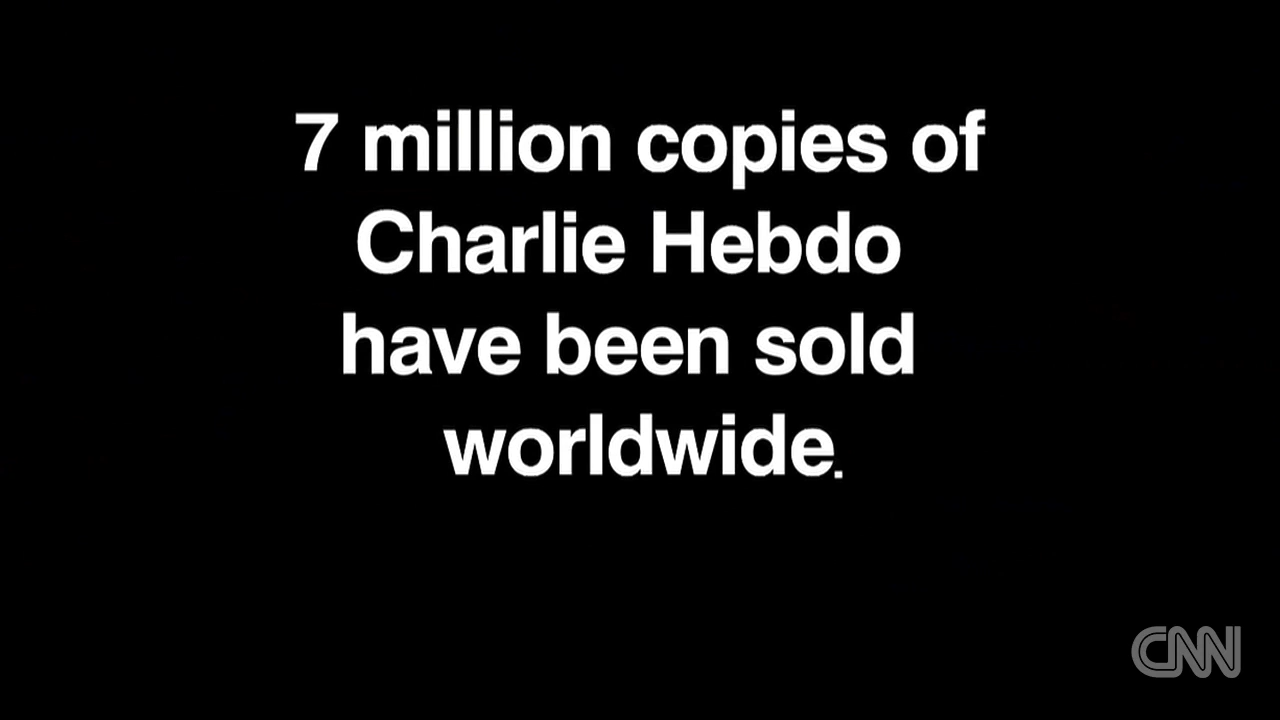 7 million copies of
Charlie Hebdo
have been sold
worldwide.
CNN